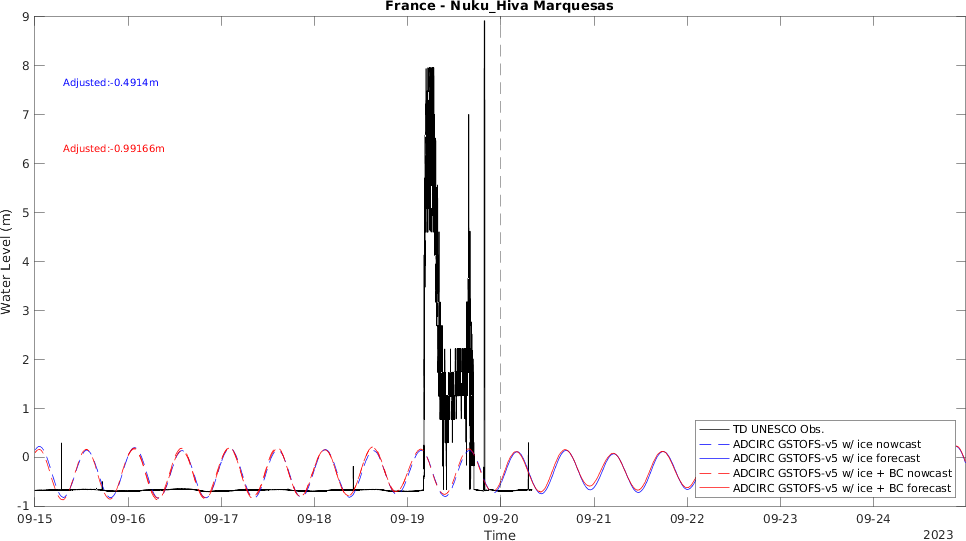 France - Nuku_Hiva Marquesas
9
8
Adjusted:-0.4914m
7
Adjusted:-0.99166m
6
5
Water Level (m)
4
3
2
1
0
-1
TD UNESCO Obs.
ADCIRC GSTOFS-v5 w/ ice nowcast
ADCIRC GSTOFS-v5 w/ ice forecast
ADCIRC GSTOFS-v5 w/ ice + BC nowcast
ADCIRC GSTOFS-v5 w/ ice + BC forecast
09-15 09-16 09-17 09-18 09-19 09-20 09-21 09-22 09-23 09-24
Time
2023